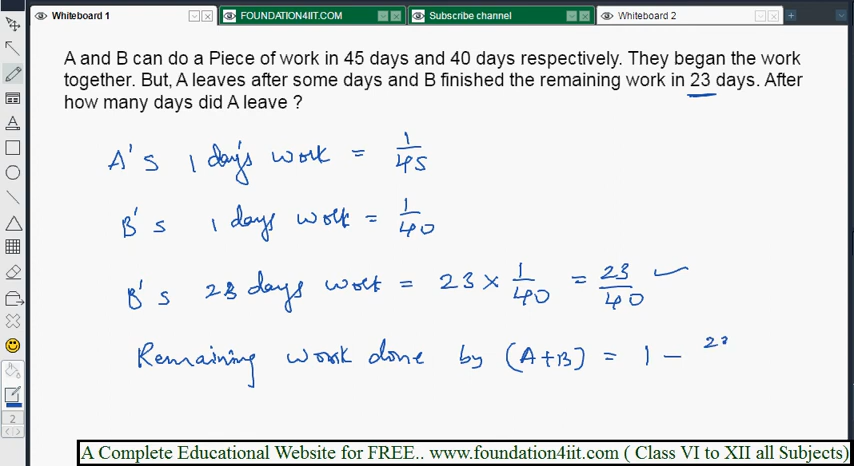 Whiteboard 1
FOUNDATION4IIT.COM
Subscribe channel
Whiteboard 2
A and B can do a Piece of work in 45 days and 40 days respectively. They began the work
together. But, A leaves after some days and B finished the remaining work in 23 days. After
how many days did A leave ?
A's 1 day's work = 1/45
B's 1 days work = 1/40
B's 23 days work = 23 × 1/40 = 23/40 ✓
Remaining work done by (A+B) = 1 - 2
2
A Complete Educational Website for FREE.. www.foundation4iit.com ( Class VI to XII all Subjects)